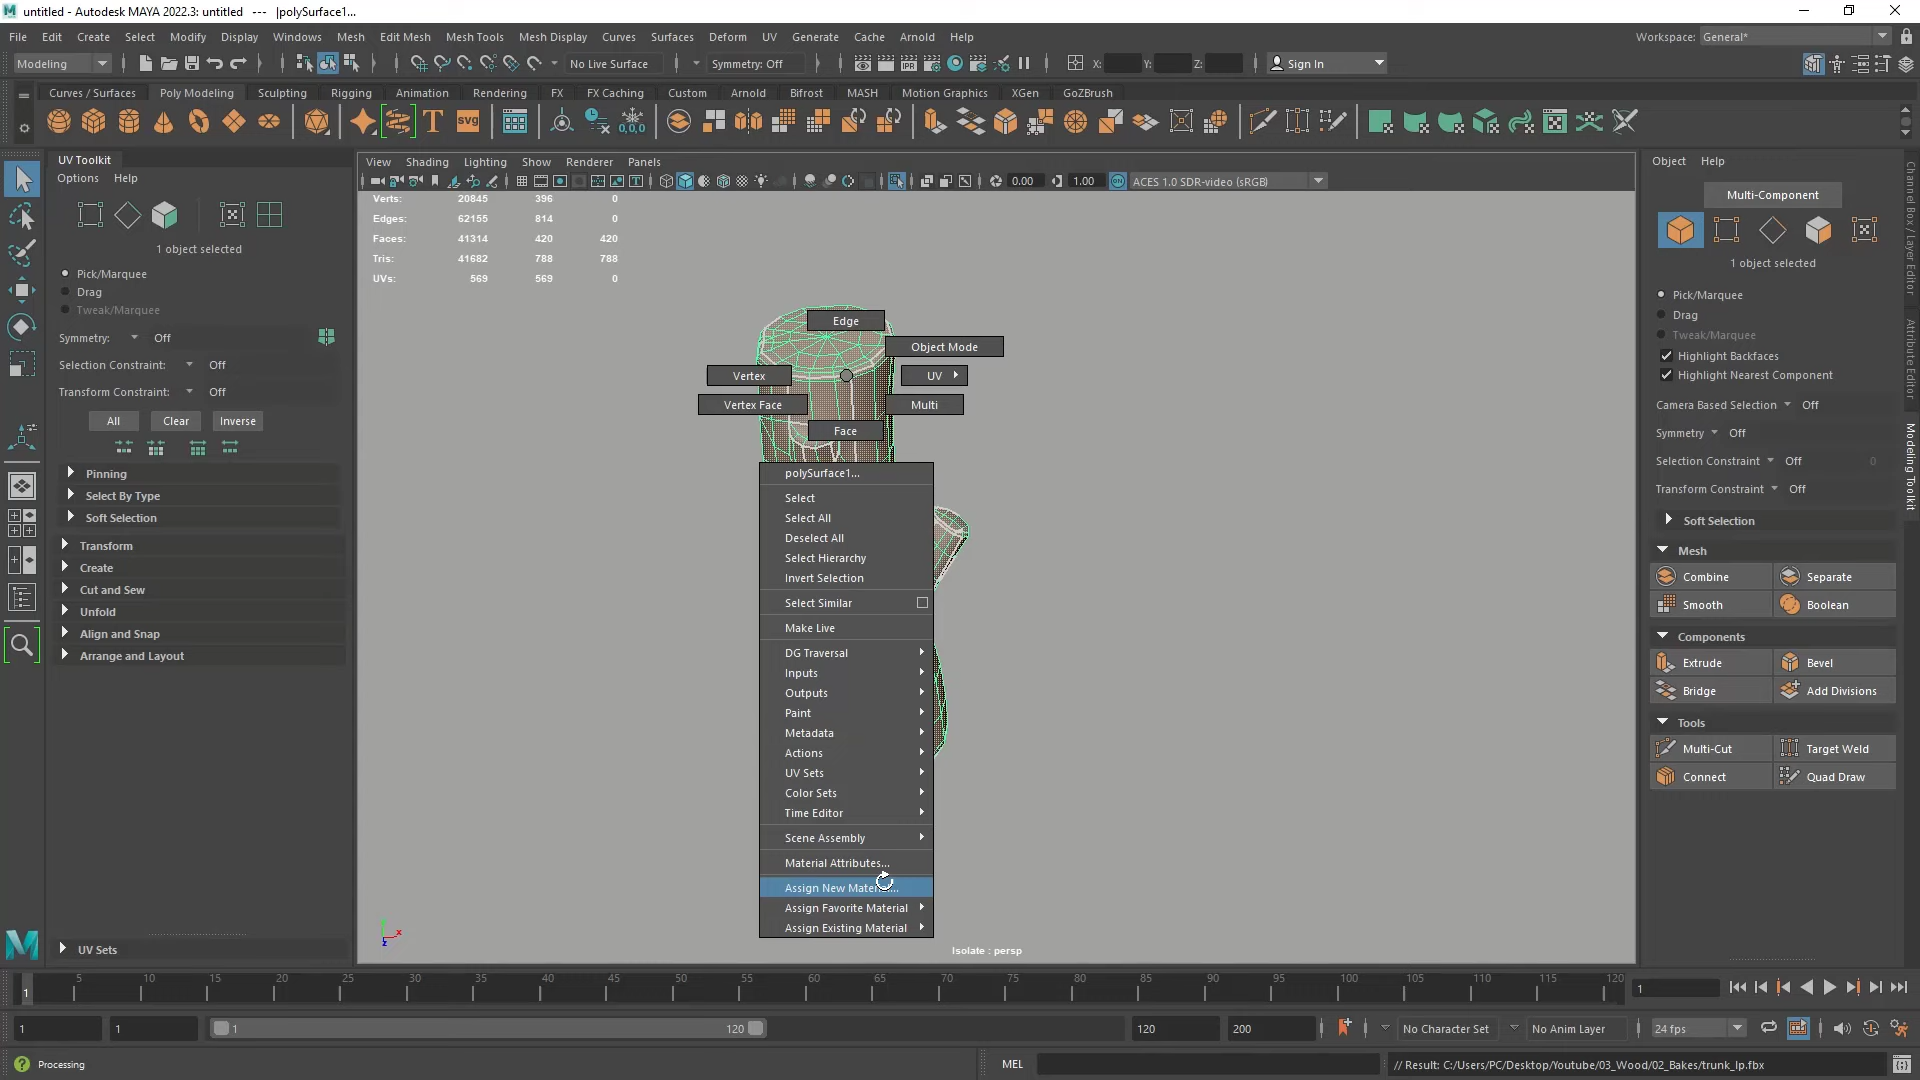 untitled - Autodesk MAYA 2022.3: untitled --- |polySurface1...
File Edit Create Select Modify Display Windows Mesh Edit Mesh Mesh Tools Mesh Display Curves Surfaces Deform UV Generate Cache Arnold Help
Workspace: General*
Modeling No Live Surface Symmetry: Off X: Y: Z: Sign In
Curves / Surfaces Poly Modeling Sculpting Rigging Animation Rendering FX FX Caching Custom Arnold Bifrost MASH Motion Graphics XGen GoZBrush
T SVG 0,0,0
UV Toolkit
Options Help
1 object selected
Pick/Marquee
Drag
Tweak/Marquee
Symmetry: Off
Selection Constraint: Off
Transform Constraint: Off
All Clear Inverse
Pinning
Select By Type
Soft Selection
Transform
Create
Cut and Sew
Unfold
Align and Snap
Arrange and Layout
UV Sets
View Shading Lighting Show Renderer Panels
0.00 1.00 ACES 1.0 SDR-video (sRGB)
Verts: 20845 396 0
Edges: 62155 814 0
Faces: 41314 420 420
Tris: 41682 788 788
UVs: 569 569 0
Edge
Object Mode
Vertex
UV
Vertex Face
Multi
Face
polySurface1...
Select
Select All
Deselect All
Select Hierarchy
Invert Selection
Select Similar
Make Live
DG Traversal
Inputs
Outputs
Paint
Metadata
Actions
UV Sets
Color Sets
Time Editor
Scene Assembly
Material Attributes...
Assign New
Assign Favorite Material
Assign Existing Material
x
z
Isolate : persp
Object Help
Multi-Component
1 object selected
Pick/Marquee
Drag
Tweak/Marquee
Highlight Backfaces
Highlight Nearest Component
Camera Based Selection Off
Symmetry Off
Selection Constraint Off 0
Transform Constraint Off
Soft Selection
Mesh
Combine Separate
Smooth Boolean
Components
Extrude Bevel
Bridge Add Divisions
Tools
Multi-Cut Target Weld
Connect Quad Draw
Channel Box / Layer Editor
Attribute Editor
Modeling Toolkit
1 5 10 15 20 25 30 35 40 45 50 55 60 65 70 75 80 85 90 95 100 105 110 115 120 1
1 1 1 120 120 200 No Character Set No Anim Layer 24 fps
Processing MEL // Result: C:/Users/PC/Desktop/Youtube/03_Wood/02_Bakes/trunk_lp.fbx